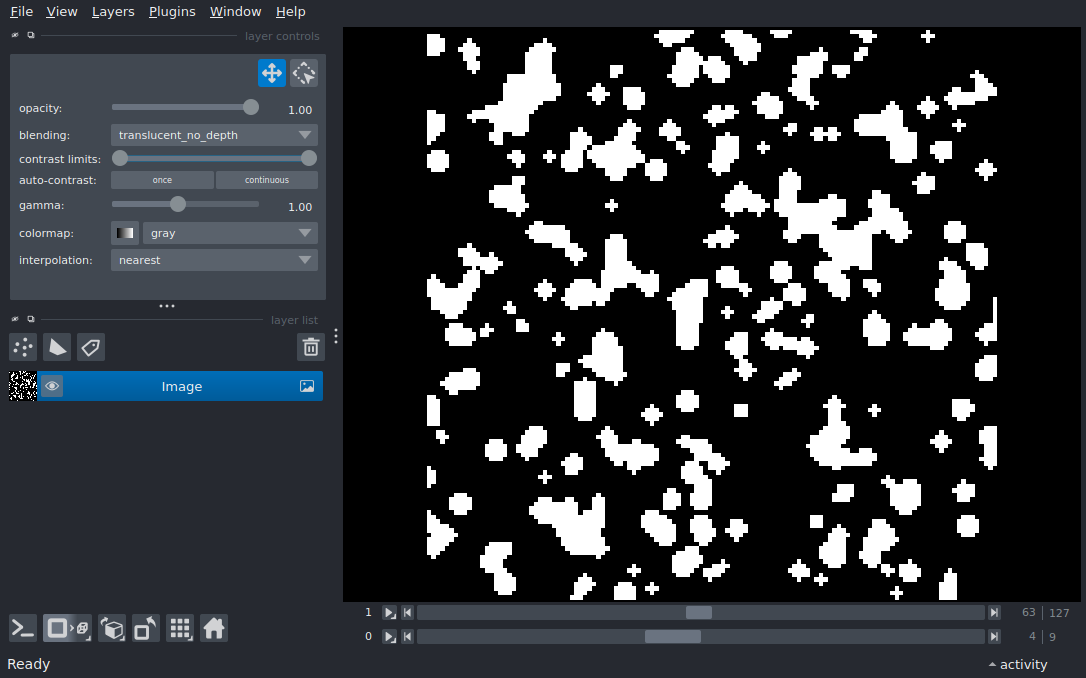 File View Layers Plugins Window Help
layer controls
opacity: 1.00
blending: translucent_no_depth
contrast limits:
auto-contrast: once continuous
gamma: 1.00
colormap: gray
interpolation: nearest
layer list
Image
1 63 127
0 4 9
Ready activity